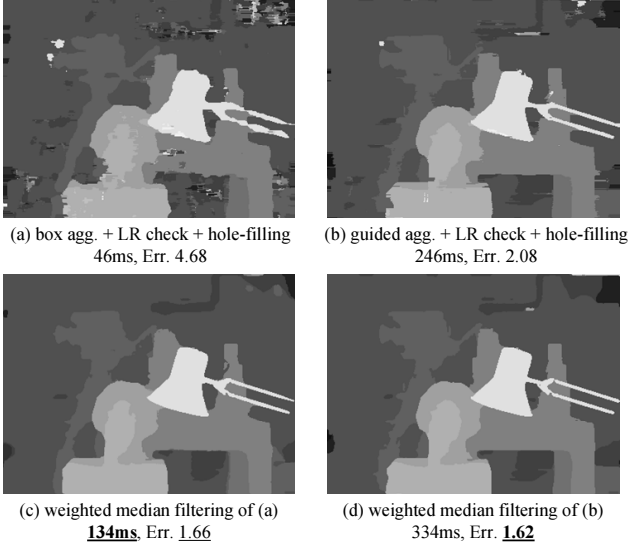 (a) box agg. + LR check + hole-filling
46ms, Err. 4.68
(b) guided agg. + LR check + hole-filling
246ms, Err. 2.08
(c) weighted median filtering of (a)
134ms, Err. 1.66
(d) weighted median filtering of (b)
334ms, Err. 1.62